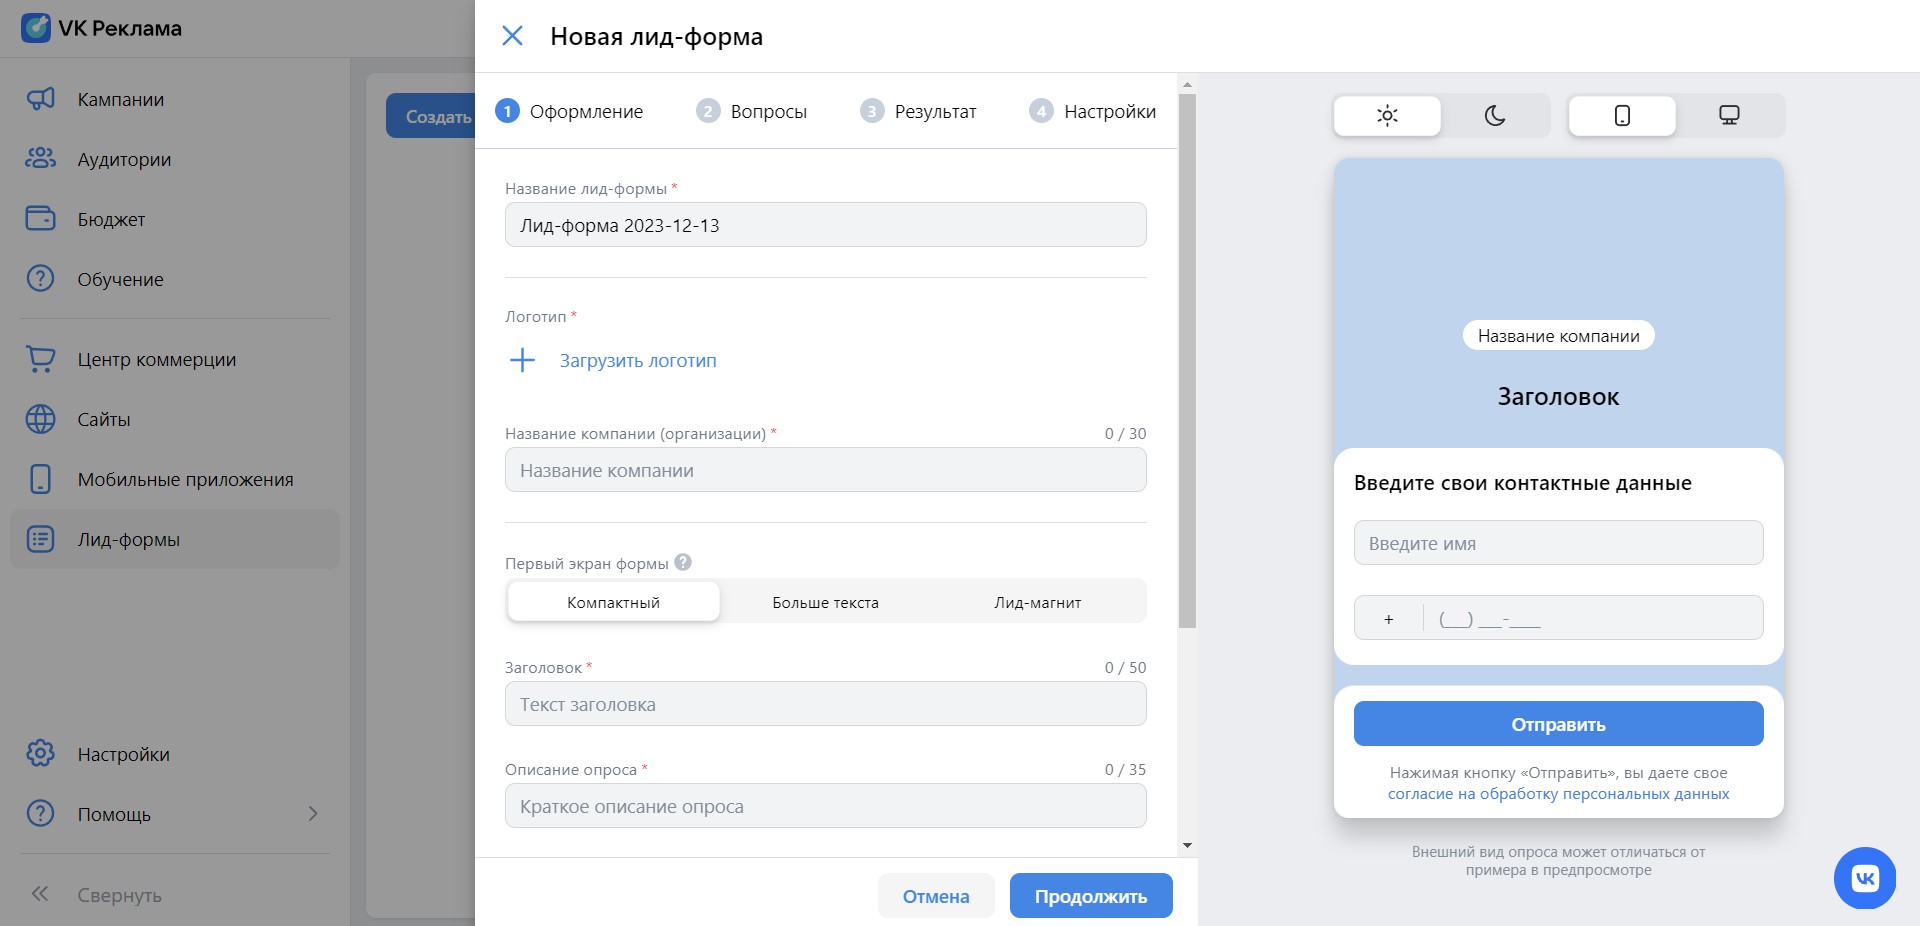 VK Реклама
Кампании
Аудитории
Бюджет
Обучение
Центр коммерции
Сайты
Мобильные приложения
Лид-формы
Настройки
Помощь
Свернуть
Создать
Новая лид-форма
1 Оформление
2 Вопросы
3 Результат
4 Настройки
Название лид-формы *
Лид-форма 2023-12-13
Логотип *
Загрузить логотип
Название компании (организации) * 0 / 30
Название компании
Первый экран формы ?
Компактный
Больше текста
Лид-магнит
Заголовок * 0 / 50
Текст заголовка
Описание опроса * 0 / 35
Краткое описание опроса
Отмена
Продолжить
Название компании
Заголовок
Введите свои контактные данные
Введите имя
+ (__) __-___
Отправить
Нажимая кнопку «Отправить», вы даете свое
согласие на обработку персональных данных
Внешний вид опроса может отличаться от
примера в предпросмотре